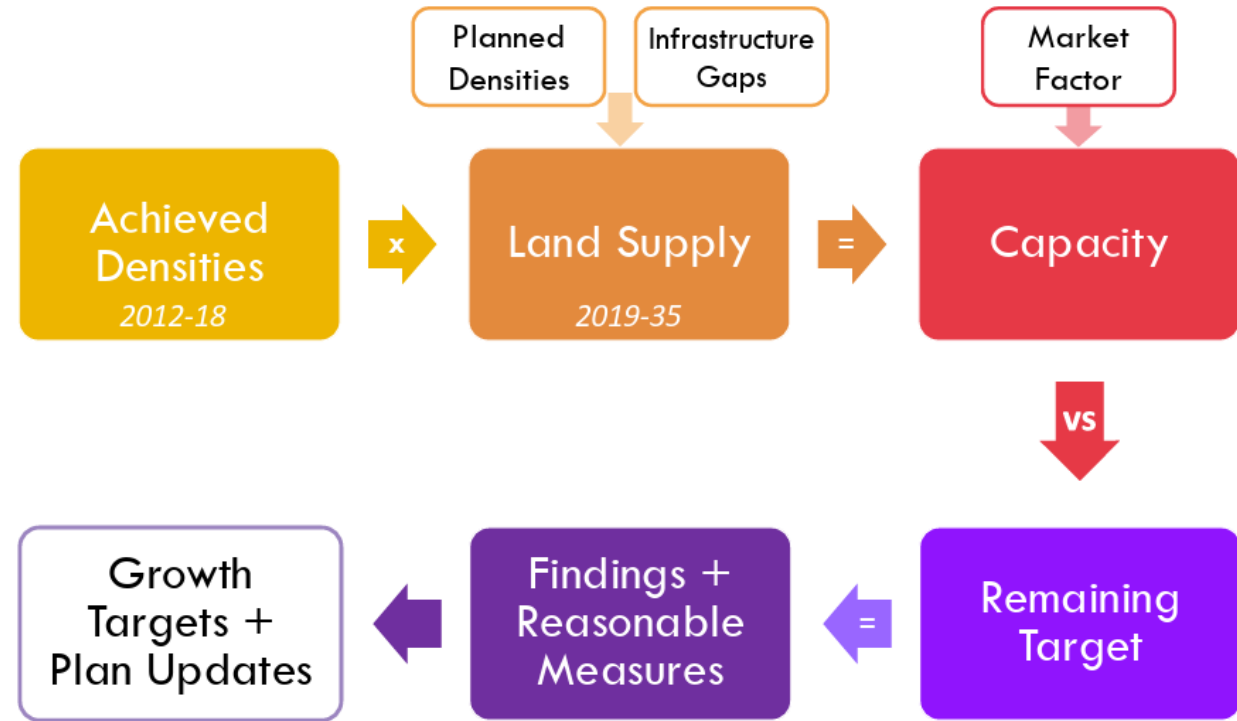 Planned
Densities
Infrastructure
Gaps
Market
Factor
Achieved
Densities
2012-18
x
Land Supply
2019-35
=
Capacity
vs
Growth
Targets +
Plan Updates
Findings +
Reasonable
Measures
=
Remaining
Target